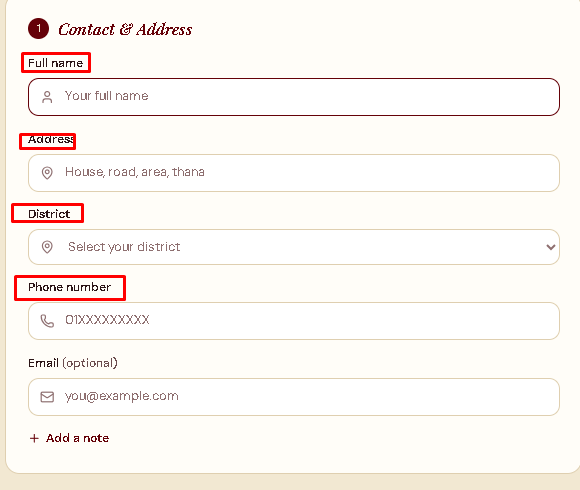 1 Contact & Address
Full name
Your full name
Address
House, road, area, thana
District
Select your district
Phone number
01XXXXXXXXX
Email (optional)
you@example.com
+ Add a note